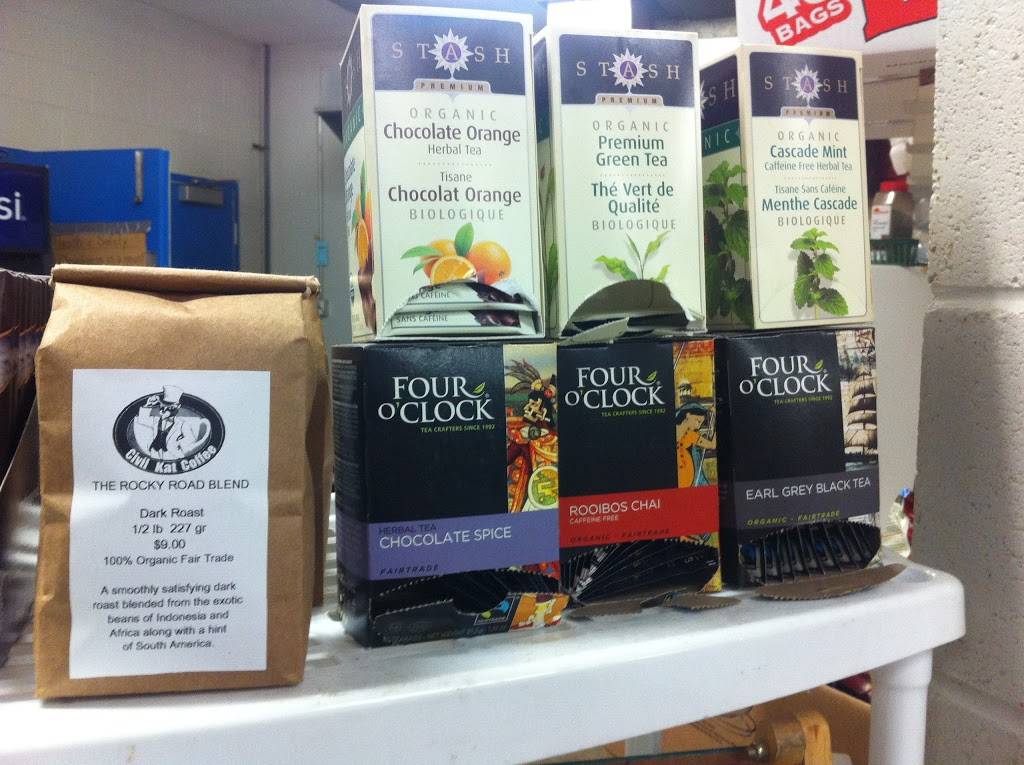 40
BAGS
si.
STASH
PREMIUM
ORGANIC
Chocolate Orange
Herbal Tea
Tisane
Chocolat Orange
BIOLOGIQUE
SANS CAFÉINE
STASH
PREMIUM
ORGANIC
Premium
Green Tea
Thé Vert de
Qualité
BIOLOGIQUE
STASH
PREMIUM
ORGANIC
Cascade Mint
Caffeine Free Herbal Tea
Tisane Sans Caféine
Menthe Cascade
BIOLOGIQUE
FOUR
O'CLOCK
TEA CRAFTERS SINCE 1992
HERBAL TEA
CHOCOLATE SPICE
FAIRTRADE
FOUR
O'CLOCK
TEA CRAFTERS SINCE 1992
ROOIBOS CHAI
CAFFEINE FREE
ORGANIC - FAIRTRADE
FOUR
O'CLOCK
TEA CRAFTERS SINCE 1992
EARL GREY BLACK TEA
ORGANIC - FAIRTRADE
Civil Kat Coffee
THE ROCKY ROAD BLEND
Dark Roast
1/2 lb 227 gr
$9.00
100% Organic Fair Trade
A smoothly satisfying dark
roast blended from the exotic
beans of Indonesia and
Africa along with a hint
of South America.